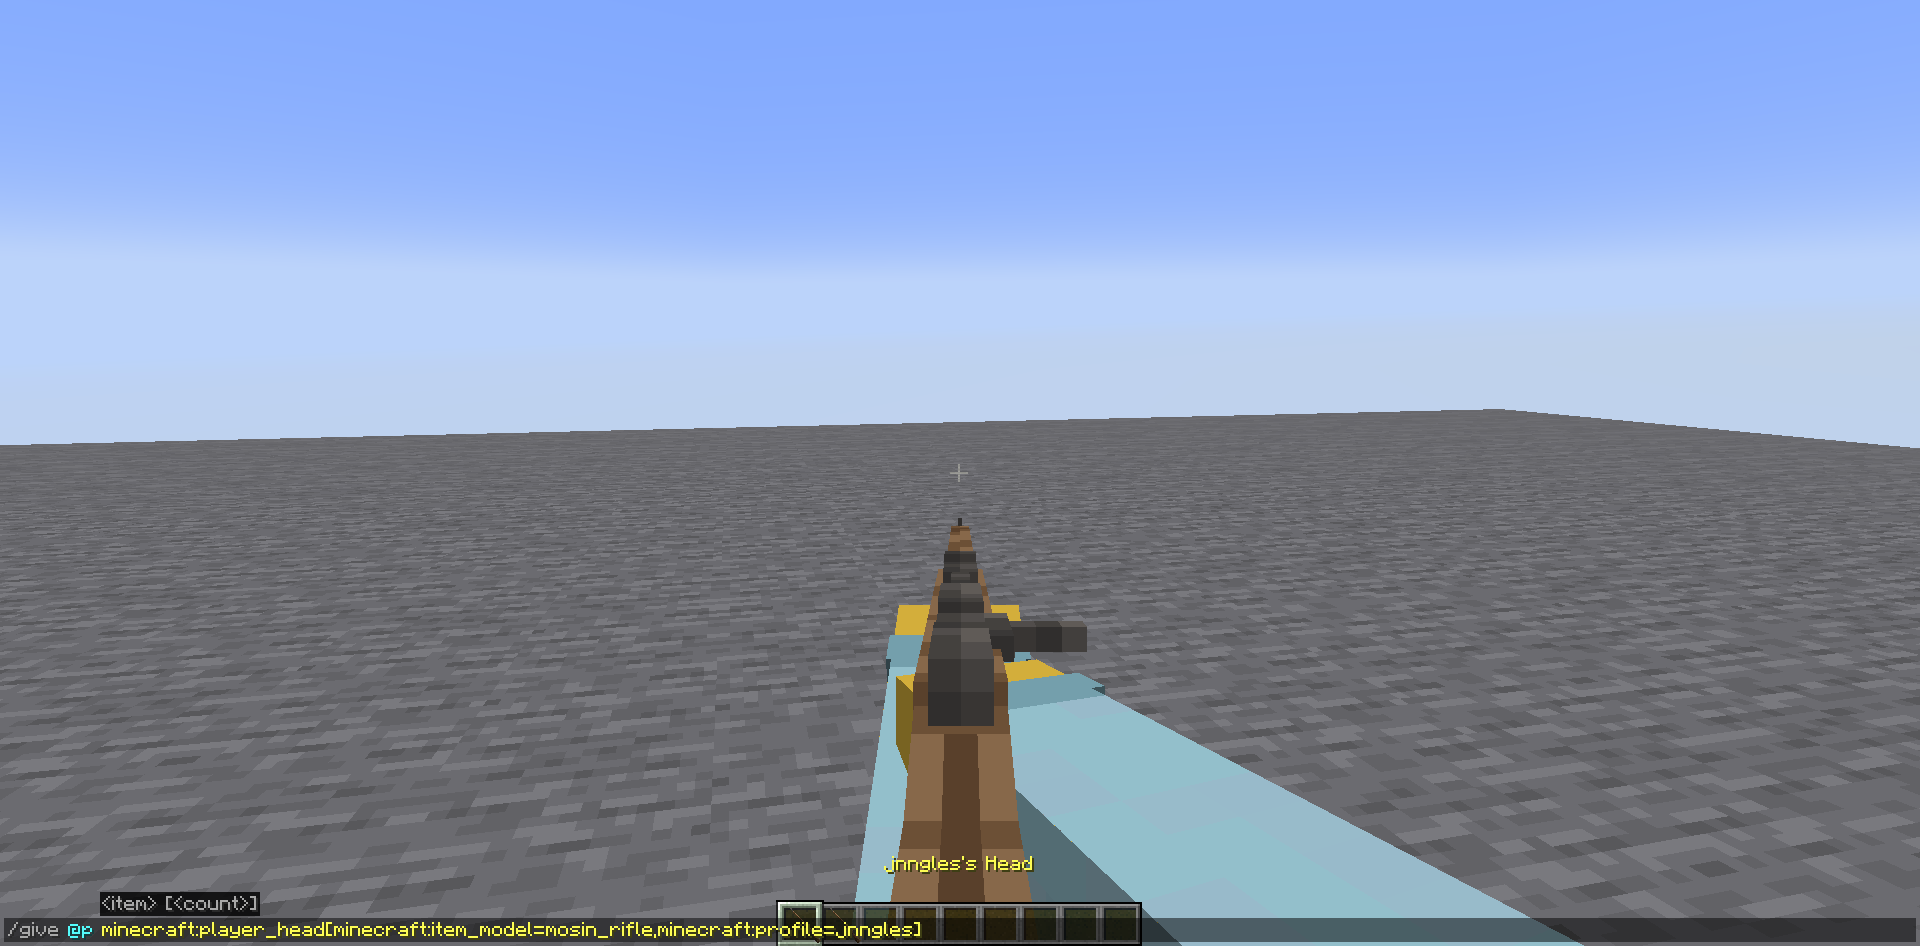 jnngles's Head
<item> [<count>]
/give @p minecraft:player_head[minecraft:item_model=mosin_rifle,minecraft:profile=jnngles]